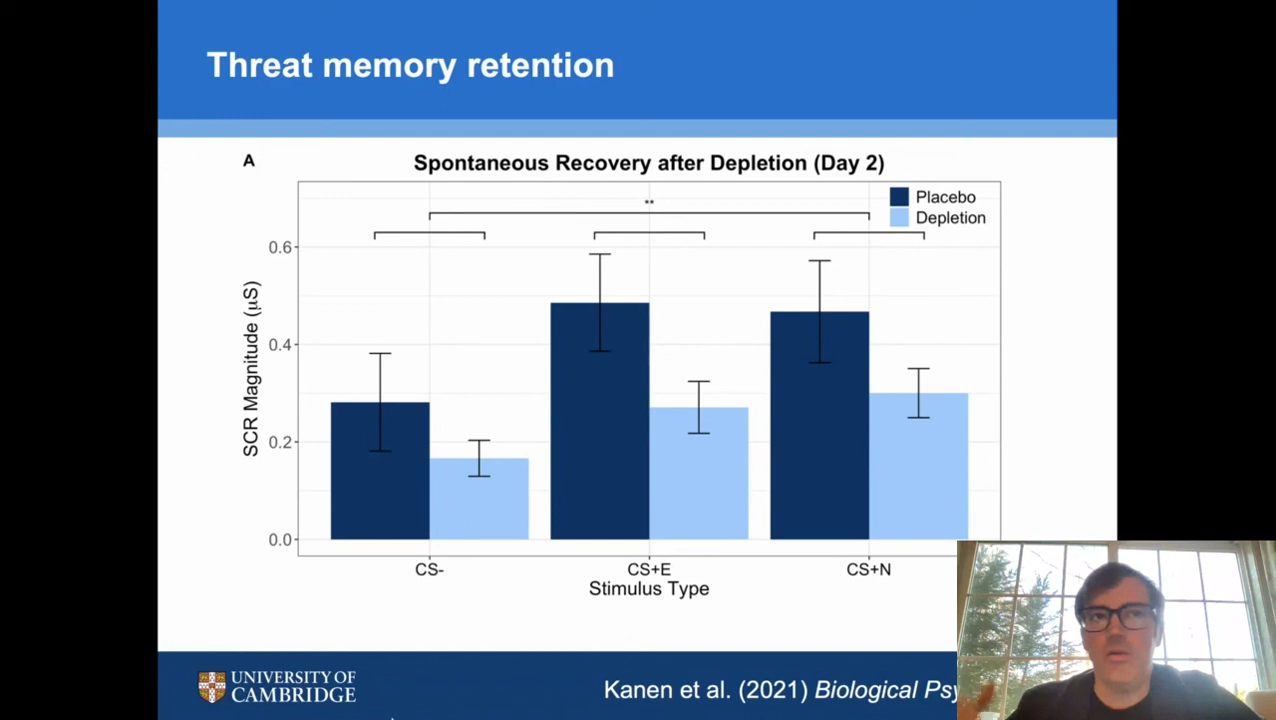 Threat memory retention
A
Spontaneous Recovery after Depletion (Day 2)
**
Placebo
Depletion
0.6
0.4
0.2
0.0
SCR Magnitude (μS)
CS-
CS+E
CS+N
Stimulus Type
UNIVERSITY OF
CAMBRIDGE
Kanen et al. (2021) Biological Psy